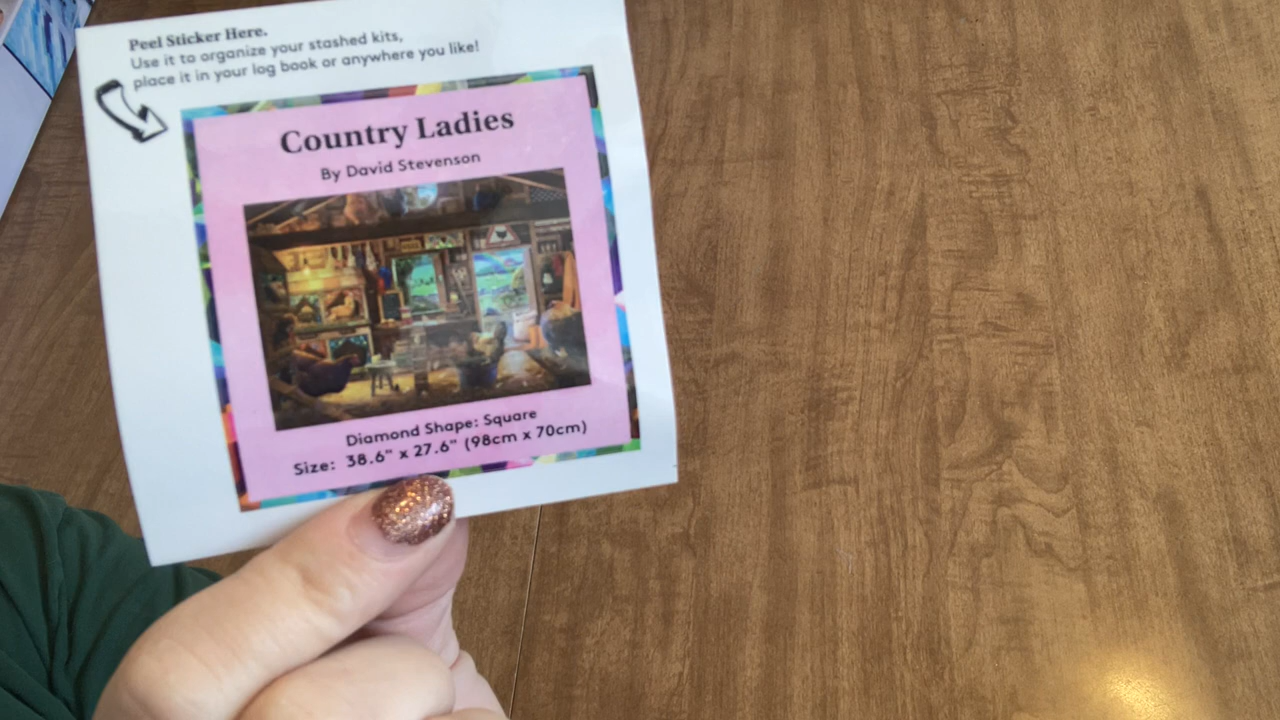 Peel Sticker Here.
Use it to organize your stashed kits,
place it in your log book or anywhere you like!
Country Ladies
By David Stevenson
Diamond Shape: Square
Size: 38.6" x 27.6" (98cm x 70cm)